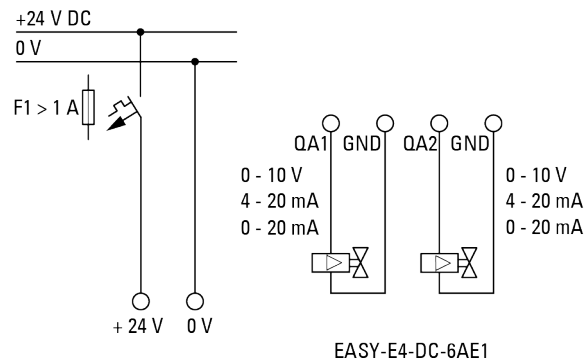 +24 V DC
0 V
F1 > 1 A
QA1 GND QA2 GND
0 - 10 V
4 - 20 mA
0 - 20 mA
0 - 10 V
4 - 20 mA
0 - 20 mA
+ 24 V 0 V
EASY-E4-DC-6AE1